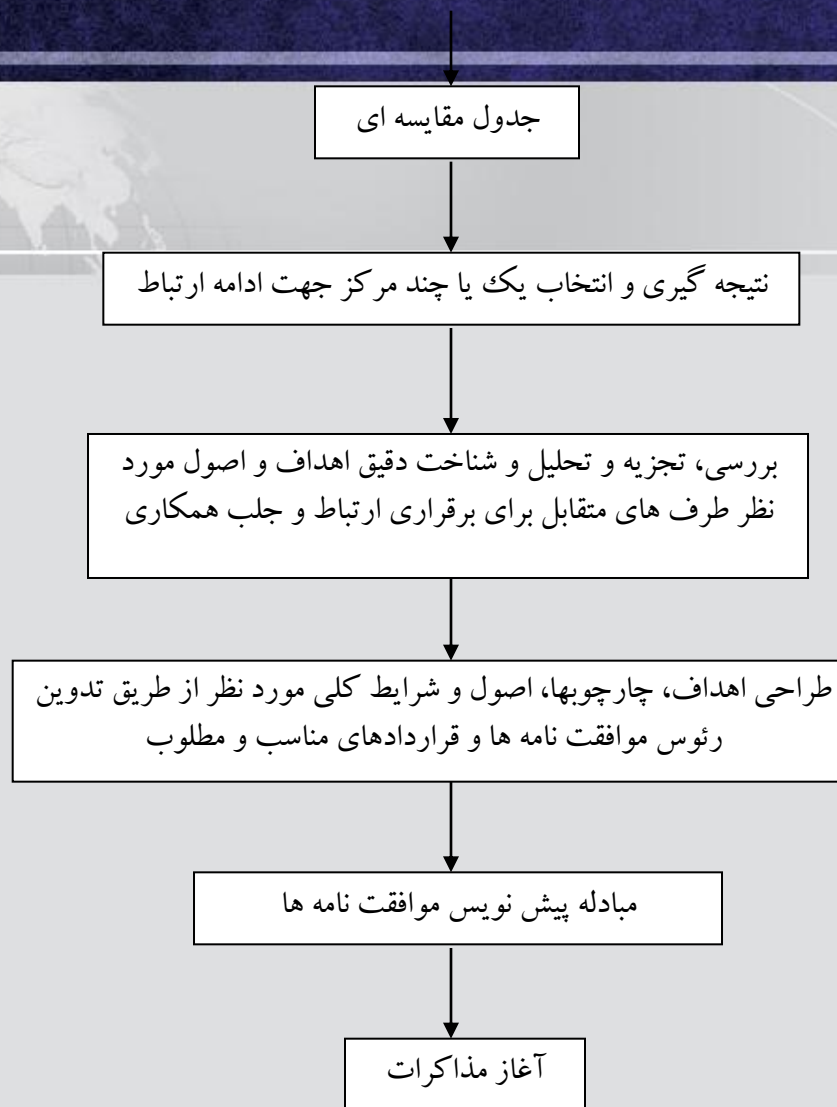 جدول مقایسه ای
نتیجه گیری و انتخاب یک یا چند مرکز جهت ادامه ارتباط
بررسی، تجزیه و تحلیل و شناخت دقیق اهداف و اصول مورد
نظر طرف های متقابل برای برقراری ارتباط و جلب همکاری
طراحی اهداف، چارچوبها، اصول و شرایط کلی مورد نظر از طریق تدوین
رئوس موافقت نامه ها و قراردادهای مناسب و مطلوب
مبادله پیش نویس موافقت نامه ها
آغاز مذاکرات